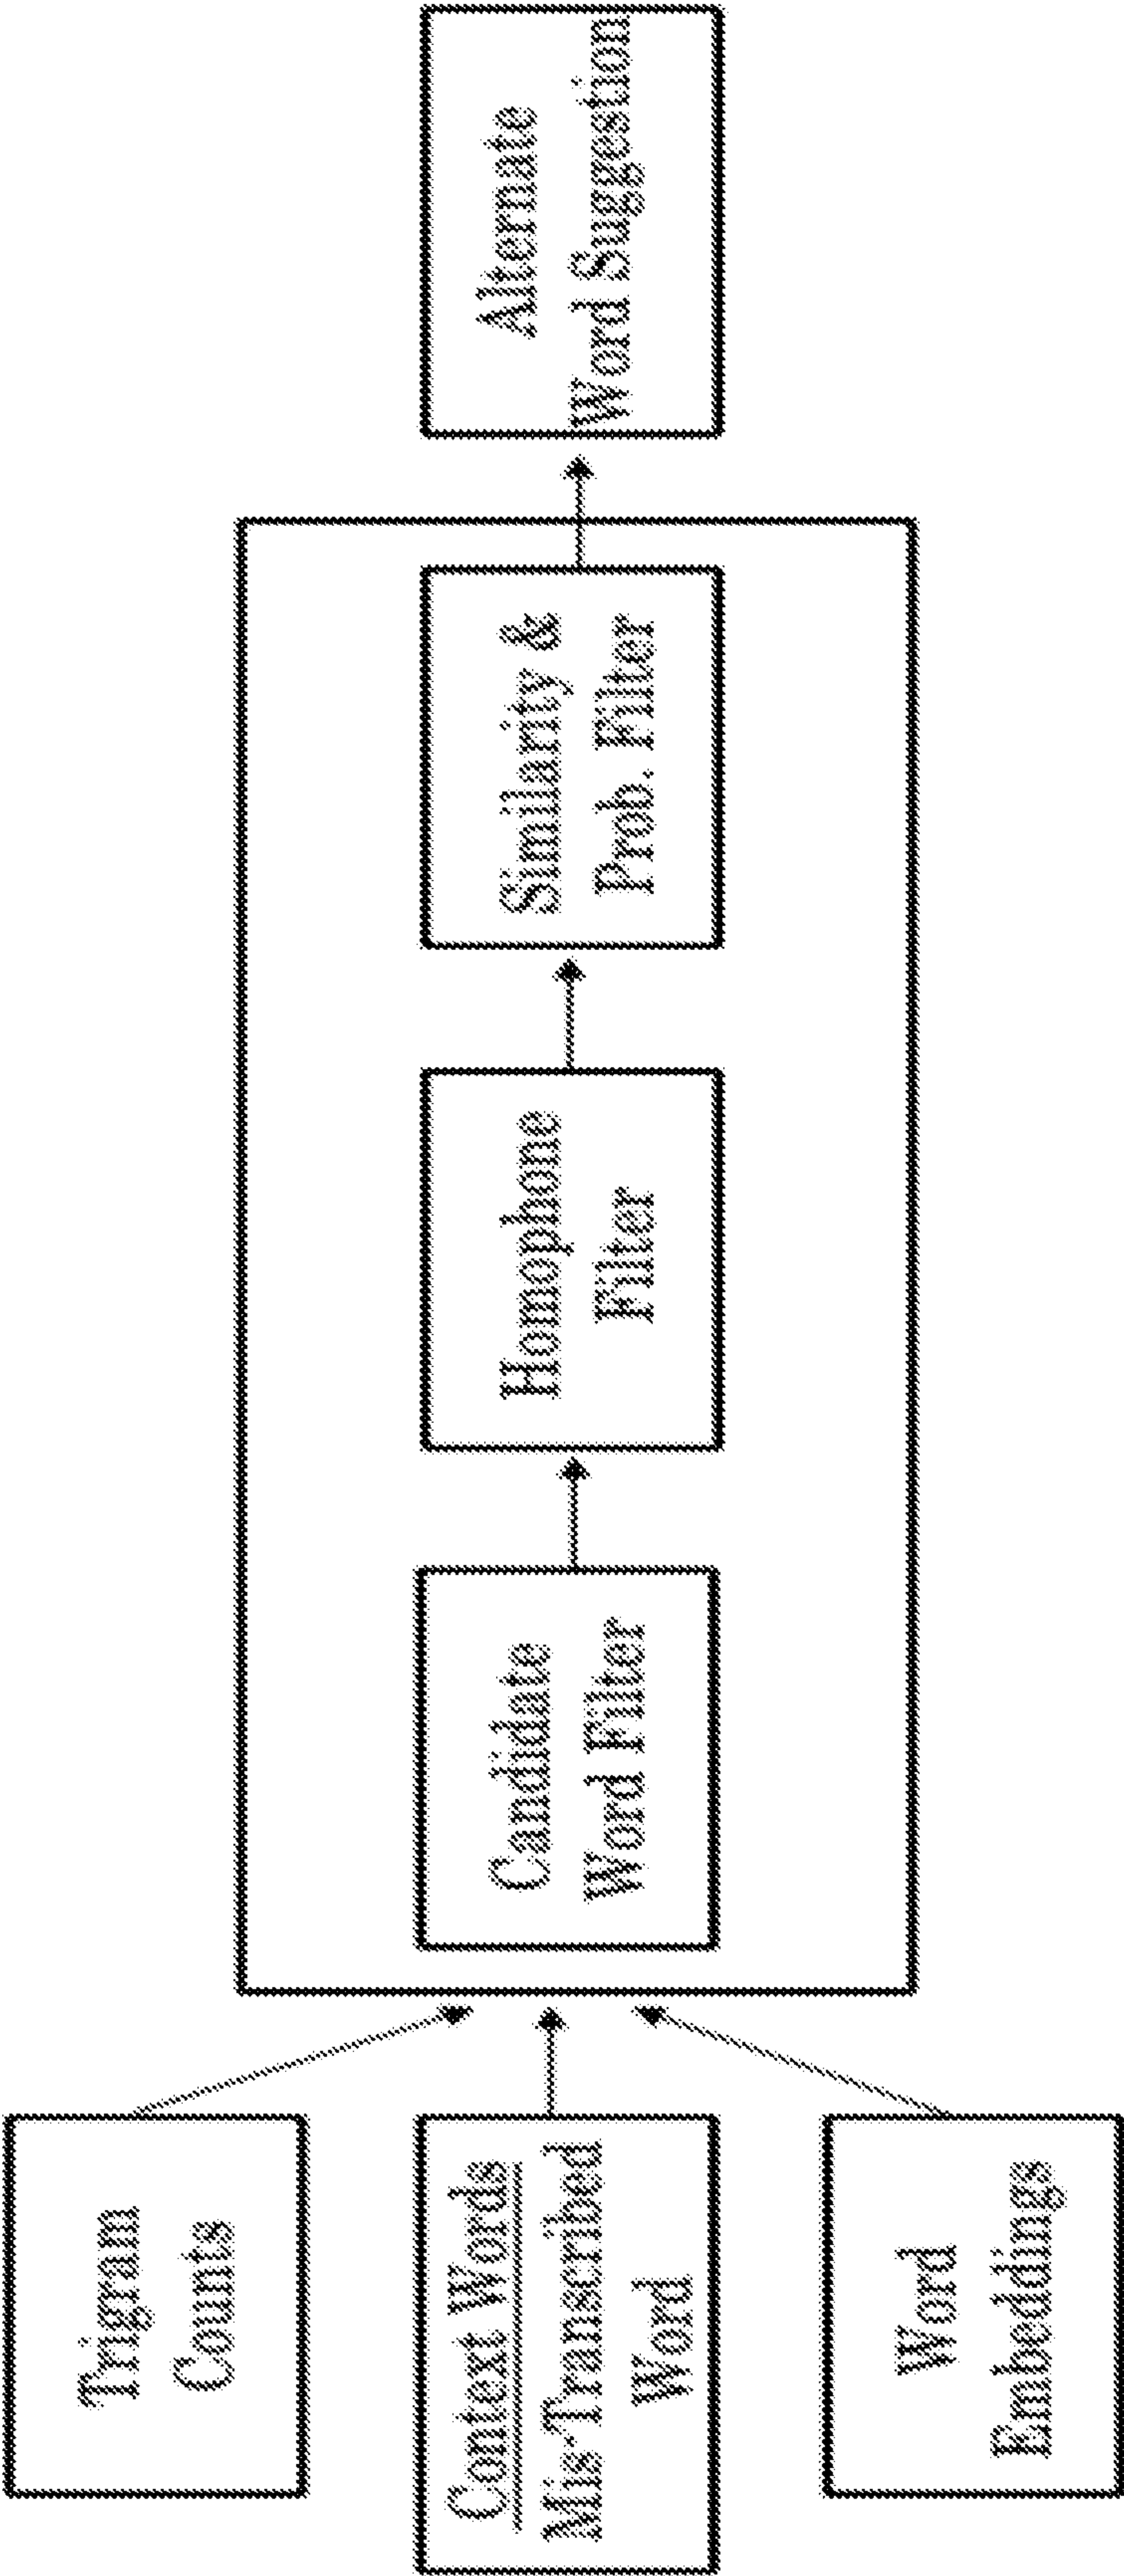 Trigram
Counts
Context Words
Mis-Transcribed
Word
Word
Embeddings
Candidate
Word Filter
Homophone
Filter
Similarity &
Prob. Filter
Alternate
Word Suggestion